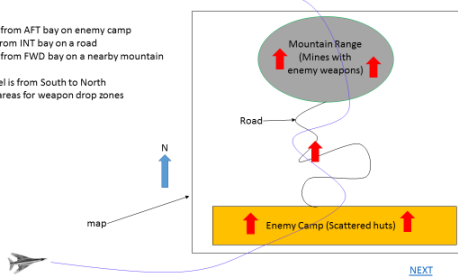 from AFT bay on enemy camp
from INT bay on a road
from FWD bay on a nearby mountain
el is from South to North
areas for weapon drop zones
Mountain Range
(Mines with
enemy weapons)
Road
N
map
Enemy Camp (Scattered huts)
NEXT